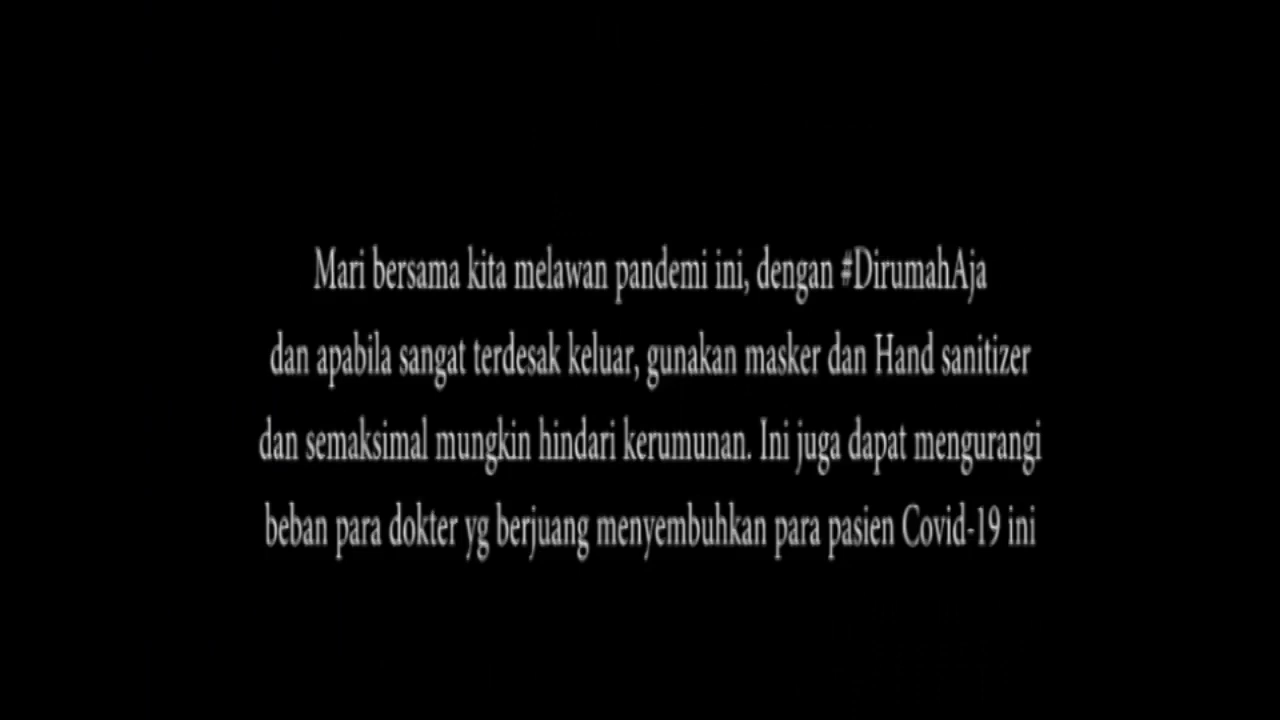 Mari bersama kita melawan pandemi ini, dengan #DirumahAja
dan apabila sangat terdesak keluar, gunakan masker dan Hand sanitizer
dan semaksimal mungkin hindari kerumunan. Ini juga dapat mengurangi
beban para dokter yg berjuang menyembuhkan para pasien Covid-19 ini